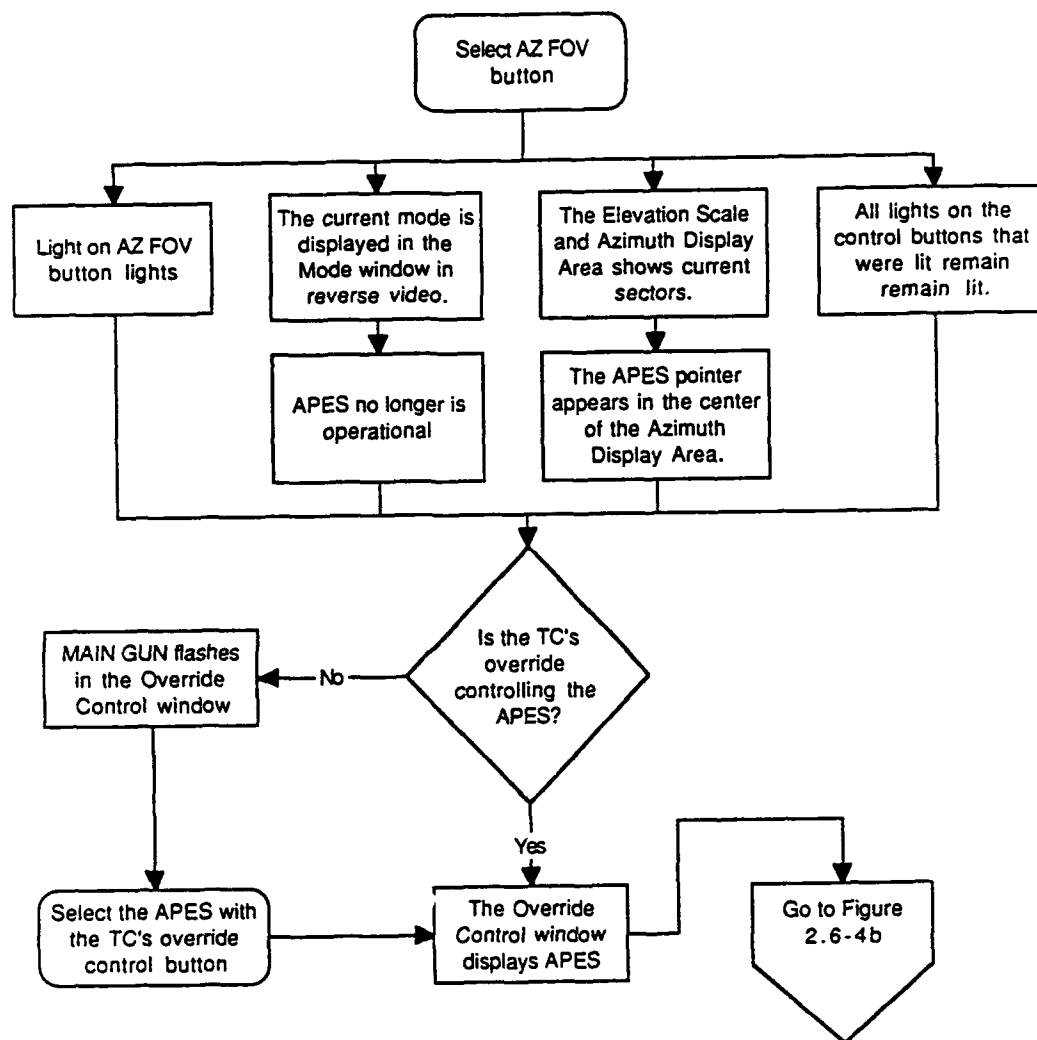 Select AZ FOV
button
Light on AZ FOV
button lights
The current mode is
displayed in the
Mode window in
reverse video.
The Elevation Scale
and Azimuth Display
Area shows current
sectors.
All lights on the
control buttons that
were lit remain
remain lit.
APES no longer is
operational
The APES pointer
appears in the center
of the Azimuth
Display Area.
Is the TC's
override
controlling the
APES?
No
MAIN GUN flashes
in the Override
Control window
Yes
Select the APES with
the TC's override
control button
The Override
Control window
displays APES
Go to Figure
2.6-4b